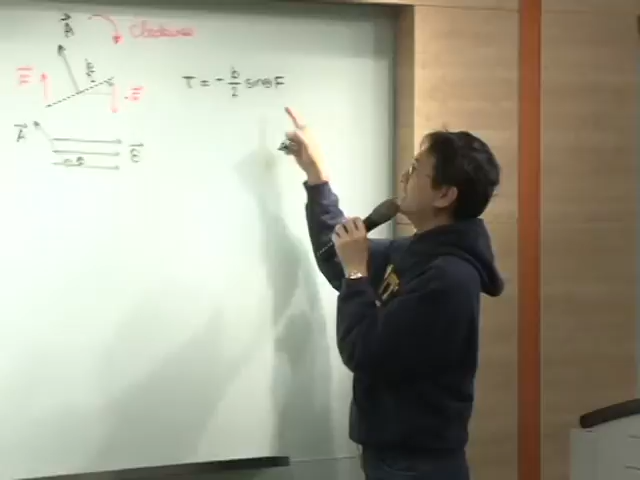 A Clockwise
F b -F
τ = - b/2 sinθ F
A B